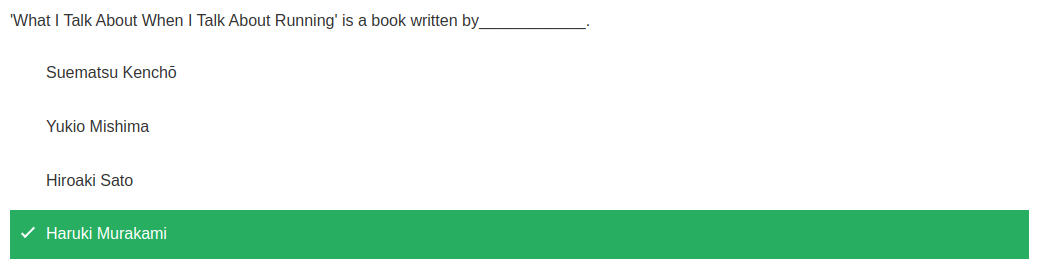 'What I Talk About When I Talk About Running' is a book written by____________.
Suematsu Kenchō
Yukio Mishima
Hiroaki Sato
Haruki Murakami